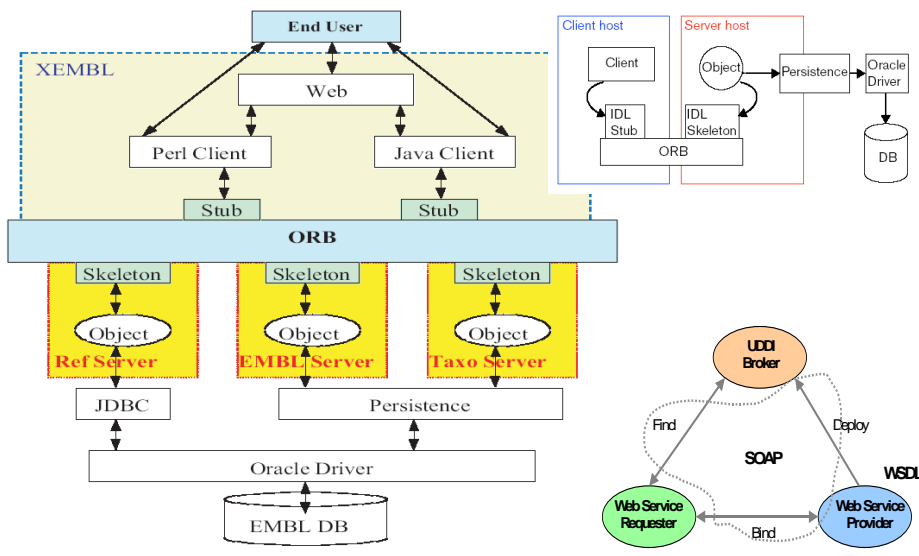 End User
XEMBL
Web
Perl Client
Java Client
Stub
Stub
ORB
Skeleton
Skeleton
Skeleton
Object
Object
Object
Ref Server
EMBL Server
Taxo Server
JDBC
Persistence
Oracle Driver
EMBL DB
Client host
Server host
Client
Object
Persistence
Oracle
Driver
IDL
Stub
IDL
Skeleton
ORB
DB
UDDI
Broker
Find
Deploy
SOAP
WSDL
Web Service
Requester
Bind
Web Service
Provider